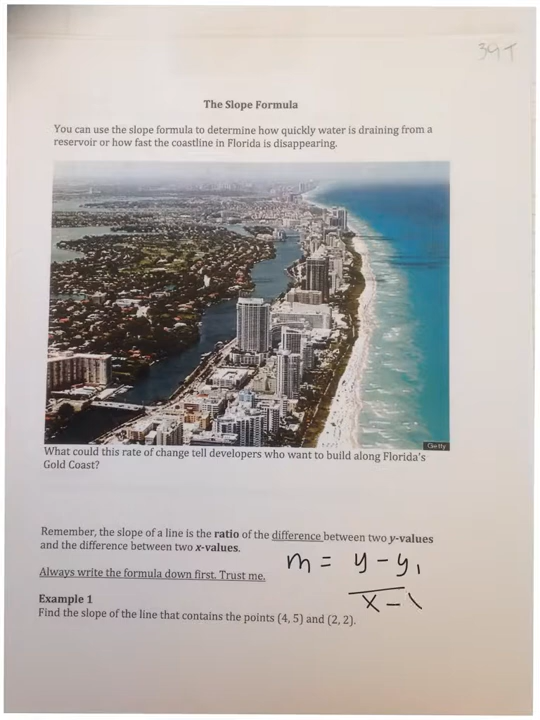 39T
The Slope Formula
You can use the slope formula to determine how quickly water is draining from a
reservoir or how fast the coastline in Florida is disappearing.
Getty
What could this rate of change tell developers who want to build along Florida's
Gold Coast?
Remember, the slope of a line is the ratio of the difference between two y-values
and the difference between two x-values.
m = y - y₁
x - \
Always write the formula down first. Trust me.
Example 1
Find the slope of the line that contains the points (4, 5) and (2, 2).